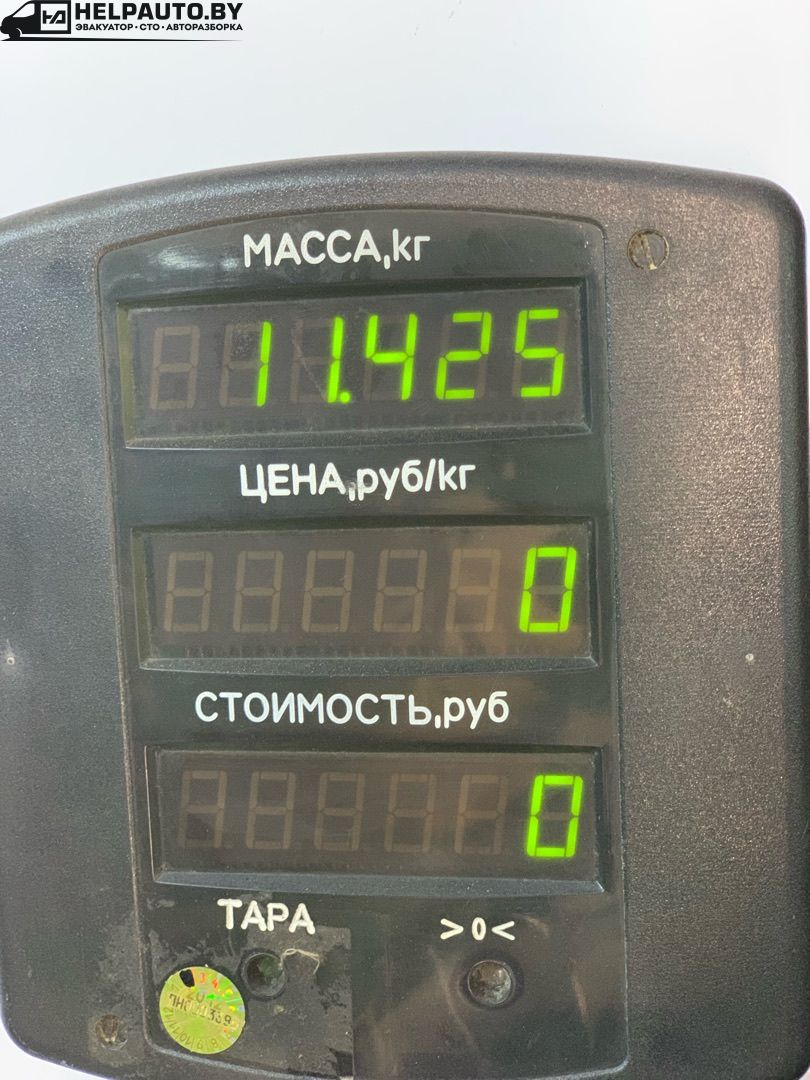 HELPAUTO.BY
ЭВАКУАТОР • СТО • АВТОРАЗБОРКА
МАССА,кг
11.425
ЦЕНА,руб/кг
0
СТОИМОСТЬ,руб
0
ТАРА
>0<